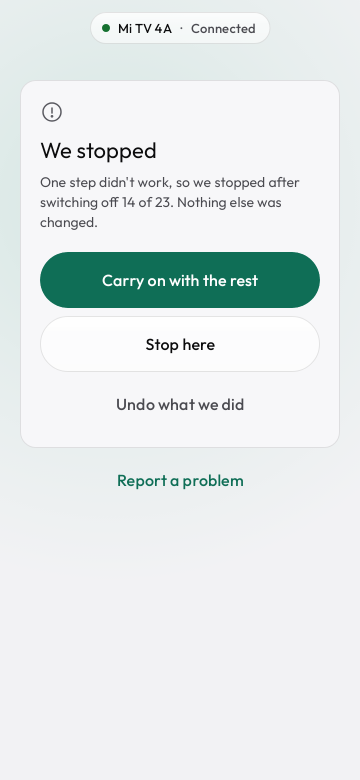 Mi TV 4A · Connected
We stopped
One step didn't work, so we stopped after
switching off 14 of 23. Nothing else was
changed.
Carry on with the rest
Stop here
Undo what we did
Report a problem